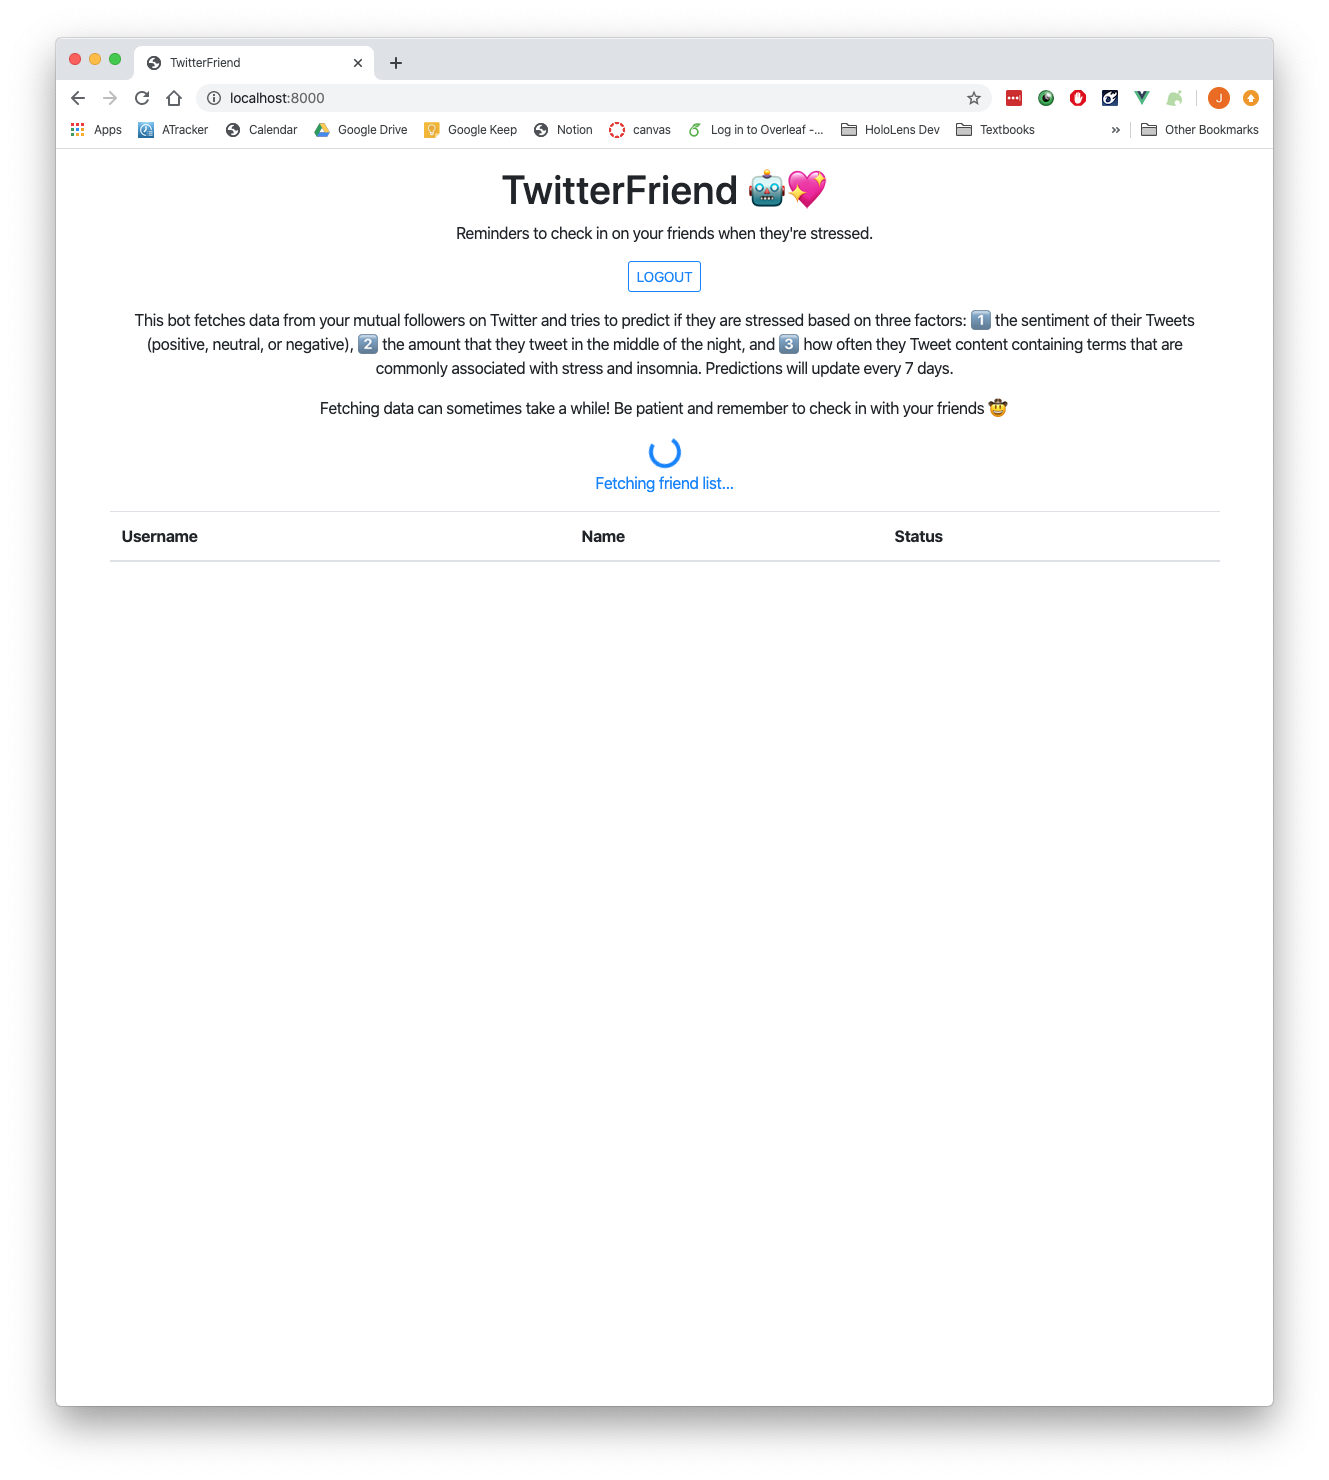 TwitterFriend
localhost:8000
J
Apps ATracker Calendar Google Drive Google Keep Notion canvas Log in to Overleaf -... HoloLens Dev Textbooks » Other Bookmarks
TwitterFriend 🤖💖
Reminders to check in on your friends when they're stressed.
LOGOUT
This bot fetches data from your mutual followers on Twitter and tries to predict if they are stressed based on three factors: 1️⃣ the sentiment of their Tweets
(positive, neutral, or negative), 2️⃣ the amount that they tweet in the middle of the night, and 3️⃣ how often they Tweet content containing terms that are
commonly associated with stress and insomnia. Predictions will update every 7 days.
Fetching data can sometimes take a while! Be patient and remember to check in with your friends 🤠
Fetching friend list...
Username Name Status